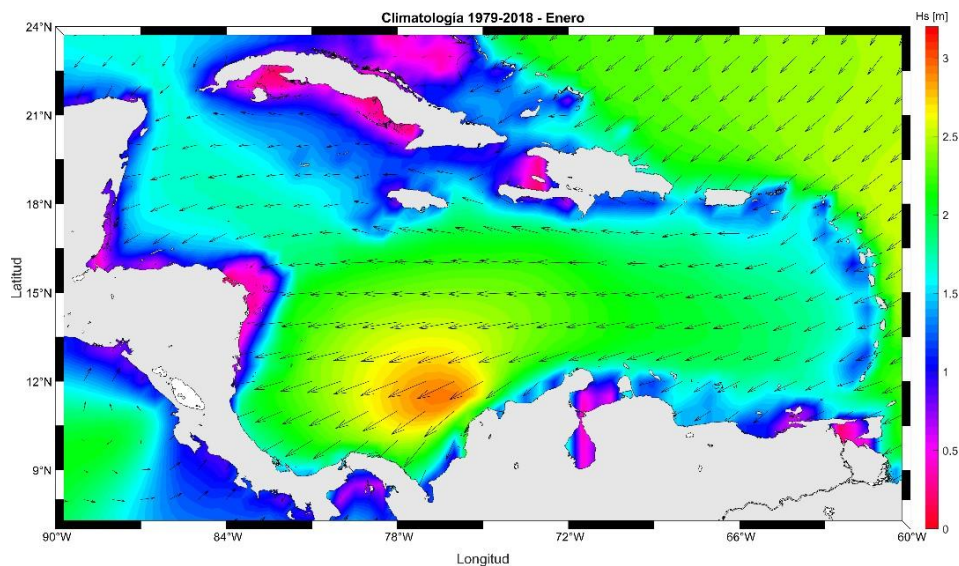 Climatología 1979-2018 - Enero
Hs [m]
24°N
21°N
18°N
15°N
12°N
9°N
Latitud
90°W
84°W
78°W
72°W
66°W
60°W
Longitud
3
2.5
2
1.5
1
0.5
0